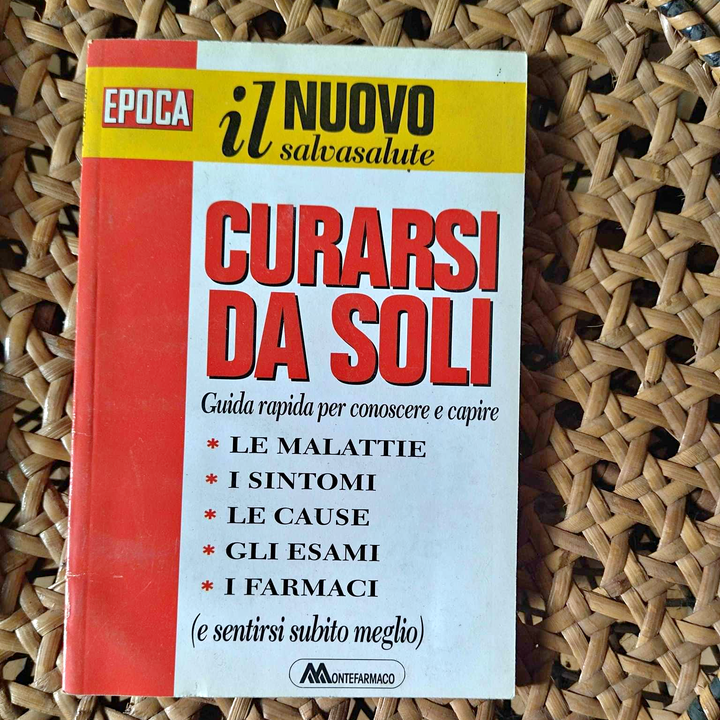 EPOCA
il NUOVO
salvasalute
CURARSI
DA SOLI
Guida rapida per conoscere e capire
* LE MALATTIE
* I SINTOMI
* LE CAUSE
* GLI ESAMI
* I FARMACI
(e sentirsi subito meglio)
MONTEFARMACO